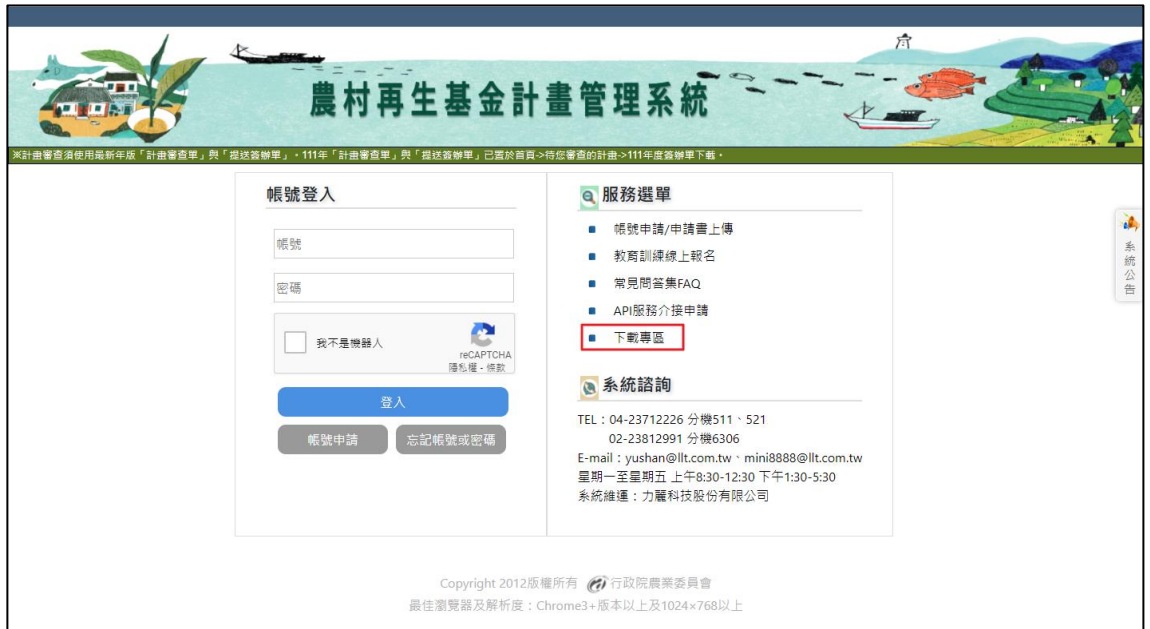 農村再生基金計畫管理系統
※計畫審查須使用最新年版「計畫審查單」與「提送簽辦單」，111年「計畫審查單」與「提送簽辦單」已置於首頁->待您審查的計畫->111年度簽辦單下載。
帳號登入
帳號
密碼
我不是機器人
reCAPTCHA
隱私權 - 條款
登入
帳號申請
忘記帳號或密碼
服務選單
帳號申請/申請書上傳
教育訓練線上報名
常見問答集FAQ
API服務介接申請
下載專區
系統諮詢
TEL：04-23712226 分機511、521
02-23812991 分機6306
E-mail：yushan@llt.com.tw、mini8888@llt.com.tw
星期一至星期五 上午8:30-12:30 下午1:30-5:30
系統維運：力麗科技股份有限公司
系統公告
Copyright 2012版權所有 行政院農業委員會
最佳瀏覽器及解析度：Chrome3+版本以上及1024×768以上